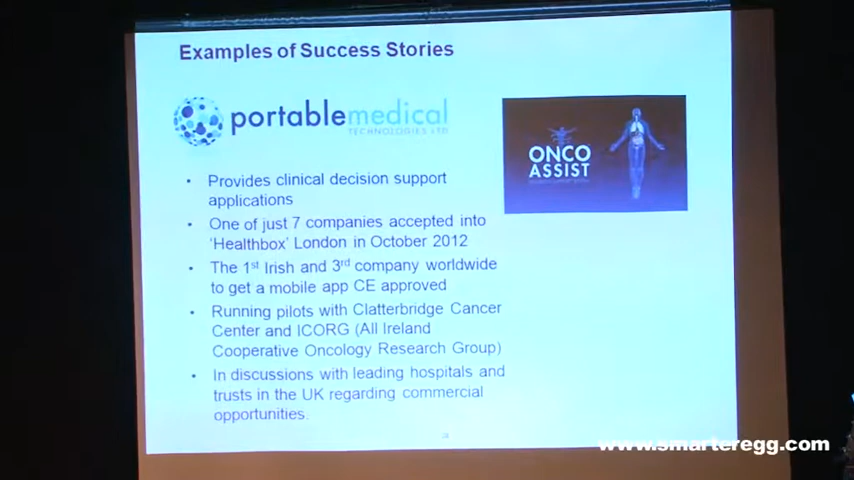 Examples of Success Stories
portablemedical
TECHNOLOGIES LTD
ONCO
ASSIST
• Provides clinical decision support
applications
• One of just 7 companies accepted into
'Healthbox' London in October 2012
• The 1st Irish and 3rd company worldwide
to get a mobile app CE approved
• Running pilots with Clatterbridge Cancer
Center and ICORG (All Ireland
Cooperative Oncology Research Group)
• In discussions with leading hospitals and
trusts in the UK regarding commercial
opportunities.
www.smarteregg.com